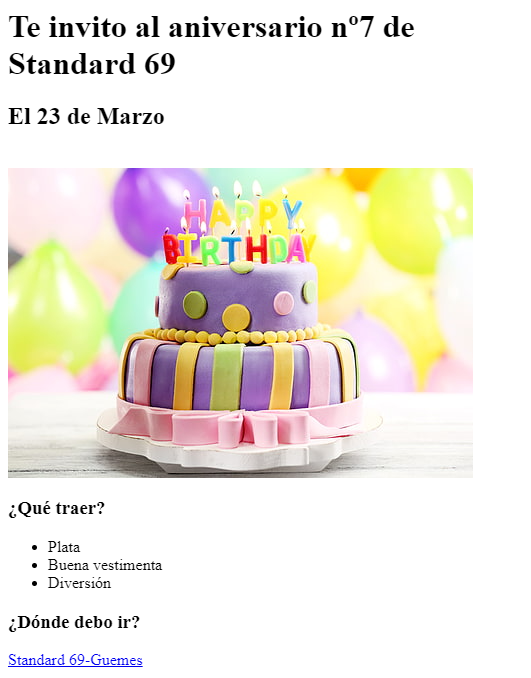 Te invito al aniversario nº7 de
Standard 69
El 23 de Marzo
HAPPY
BIRTHDAY
¿Qué traer?
Plata
Buena vestimenta
Diversión
¿Dónde debo ir?
Standard 69-Guemes